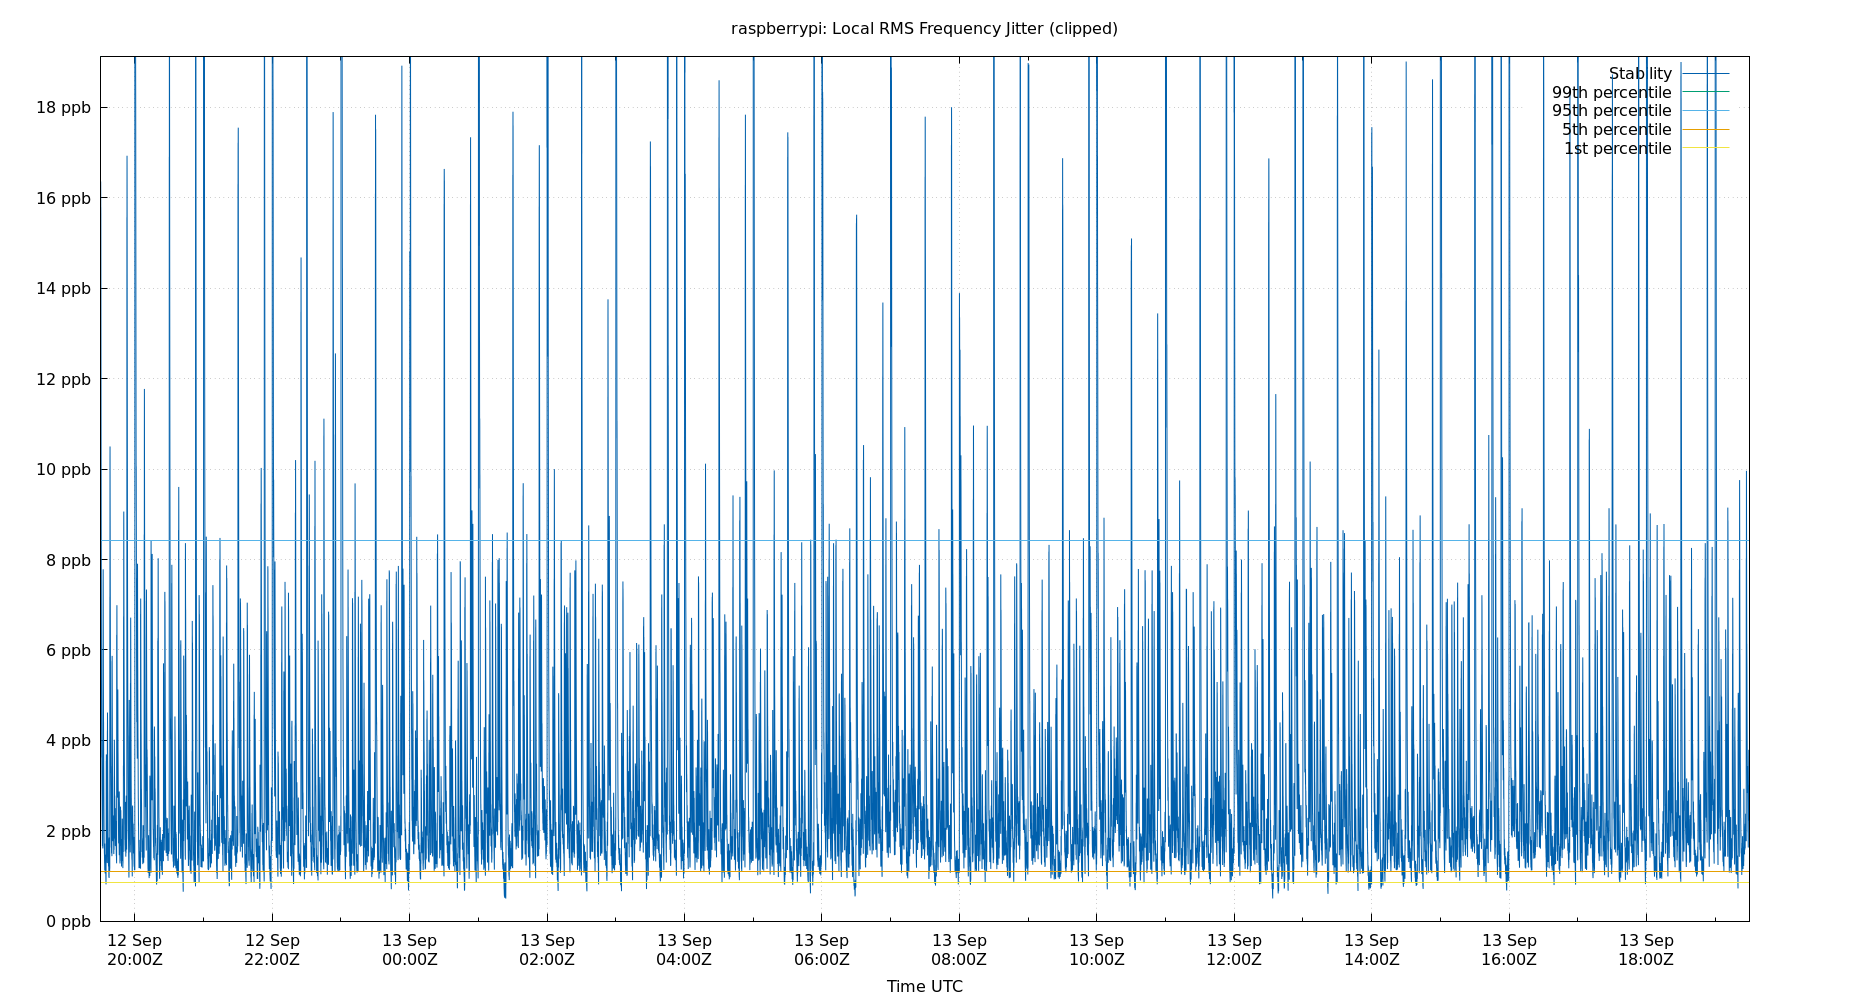 raspberrypi: Local RMS Frequency Jitter (clipped)
Stability
99th percentile
95th percentile
5th percentile
1st percentile
18 ppb
16 ppb
14 ppb
12 ppb
10 ppb
8 ppb
6 ppb
4 ppb
2 ppb
0 ppb
12 Sep 12 Sep 13 Sep 13 Sep 13 Sep 13 Sep 13 Sep 13 Sep 13 Sep 13 Sep 13 Sep 13 Sep
20:00Z 22:00Z 00:00Z 02:00Z 04:00Z 06:00Z 08:00Z 10:00Z 12:00Z 14:00Z 16:00Z 18:00Z
Time UTC